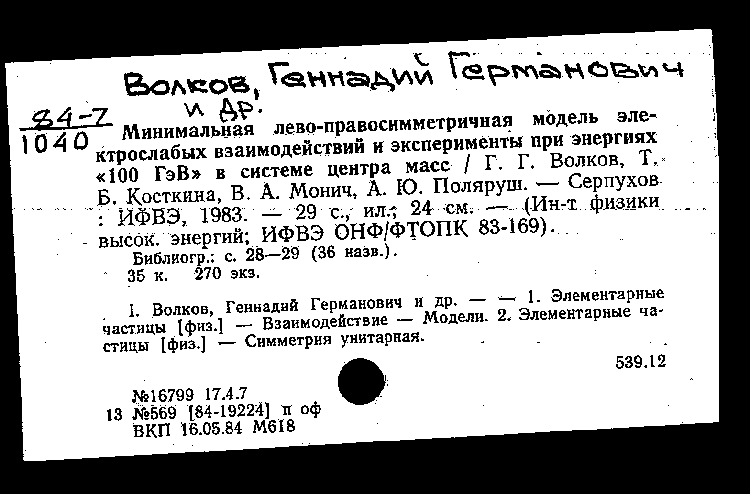 Волков, Геннадий Германович
и др.
84-7
1040
Минимальная лево-правосимметричная модель эле-
ктрослабых взаимодействий и эксперименты при энергиях
«100 ГэВ» в системе центра масс / Г. Г. Волков, Т.
Б. Косткина, В. А. Монич, А. Ю. Поляруш. — Серпухов
: ИФВЭ, 1983. — 29 с., ил.; 24 см. — (Ин-т физики
высок. энергий; ИФВЭ ОНФ/ФТОПК 83-169).
Библиогр.: с. 28—29 (36 назв.).
35 к. 270 экз.
I. Волков, Геннадий Германович и др. — — 1. Элементарные
частицы [физ.] — Взаимодействие — Модели. 2. Элементарные ча-
стицы [физ.] — Симметрия унитарная.
539.12
№16799 17.4.7
13 №569 [84-19224] п оф
ВКП 16.05.84 М618